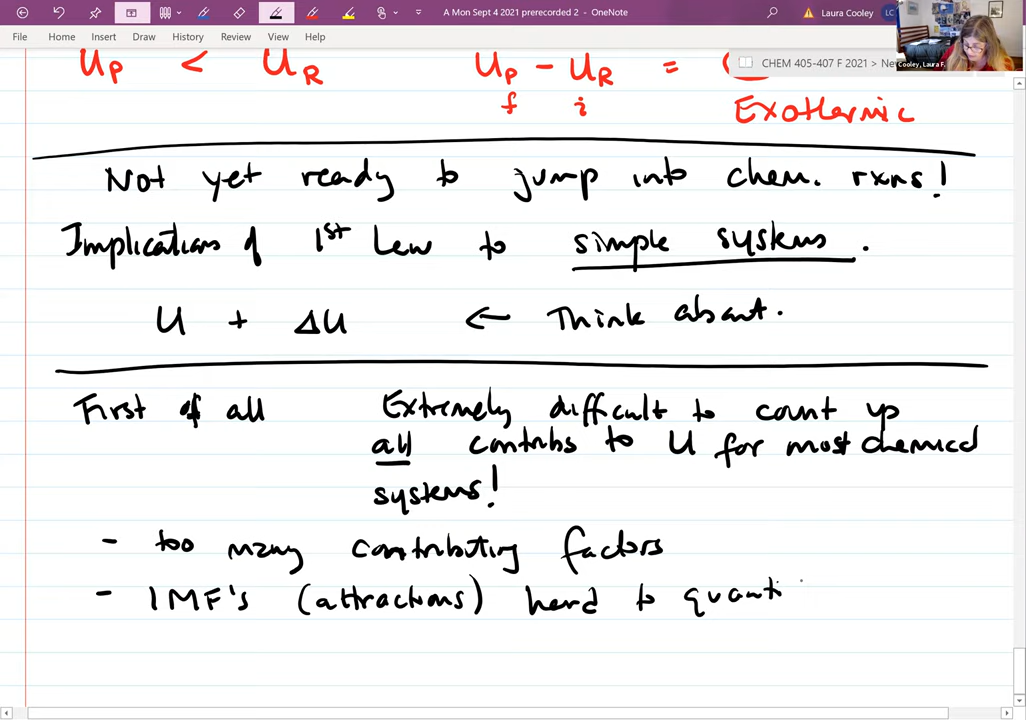 A Mon Sept 4 2021 prerecorded 2 - OneNote
Laura Cooley
LC
File Home Insert Draw History Review View Help
CHEM 405-407 F 2021 >
Cooley, Laura F.
Up < UR Up - UR =
f i
Exothermic
Not yet ready to jump into chem. rxns!
Implications of 1st Law to simple systems.
U + ΔU ← Think about.
First of all Extremely difficult to count up
all contribs to U for most chemical
systems!
- too many contributing factors
- IMF's (attractions) hard to quanti